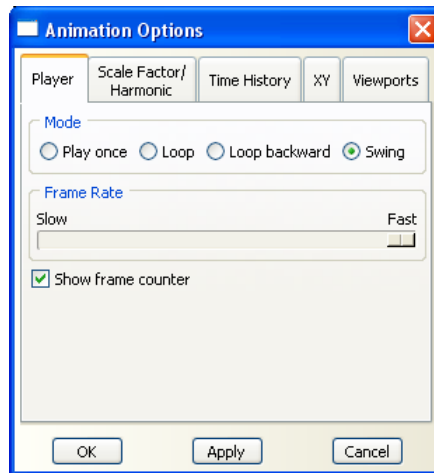 Animation Options
Player
Scale Factor/
Harmonic
Time History
XY
Viewports
Mode
Play once Loop Loop backward Swing
Frame Rate
Slow Fast
Show frame counter
OK Apply Cancel